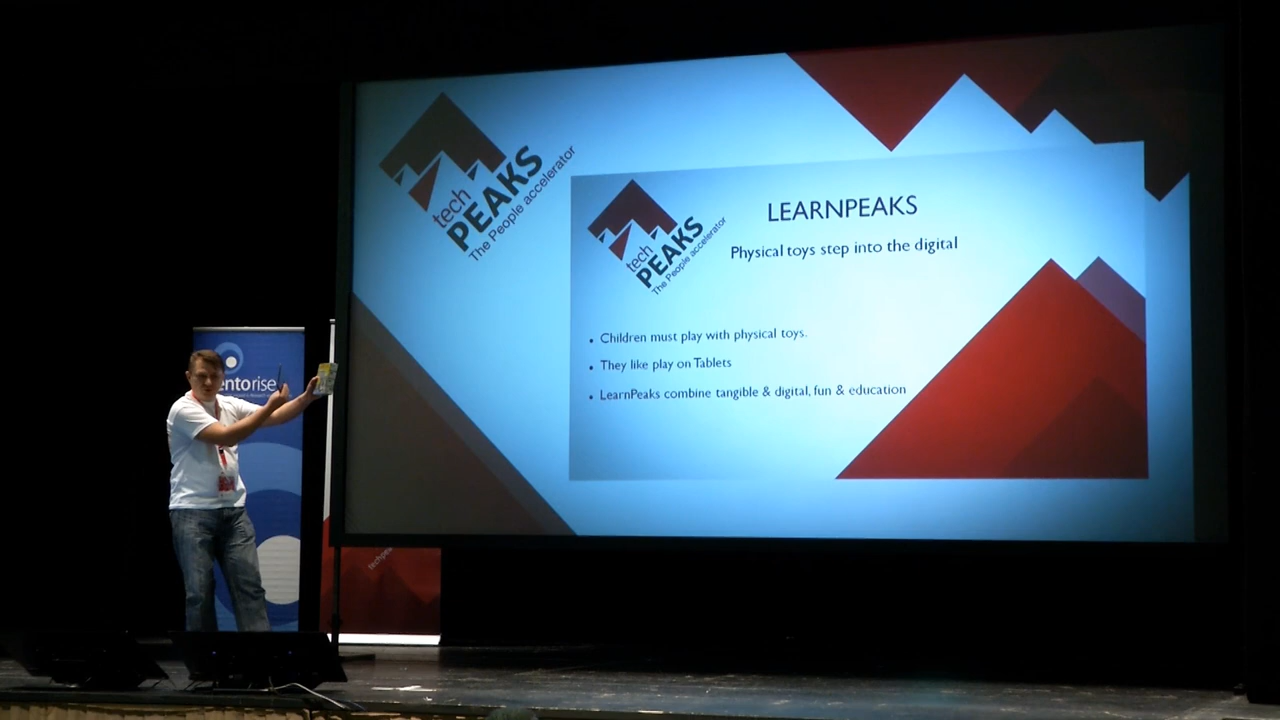 tech
PEAKS
The People accelerator
tech
PEAKS
The People accelerator
LEARNPEAKS
Physical toys step into the digital
• Children must play with physical toys.
• They like play on Tablets
• LearnPeaks combine tangible & digital, fun & education
entorise
techpea